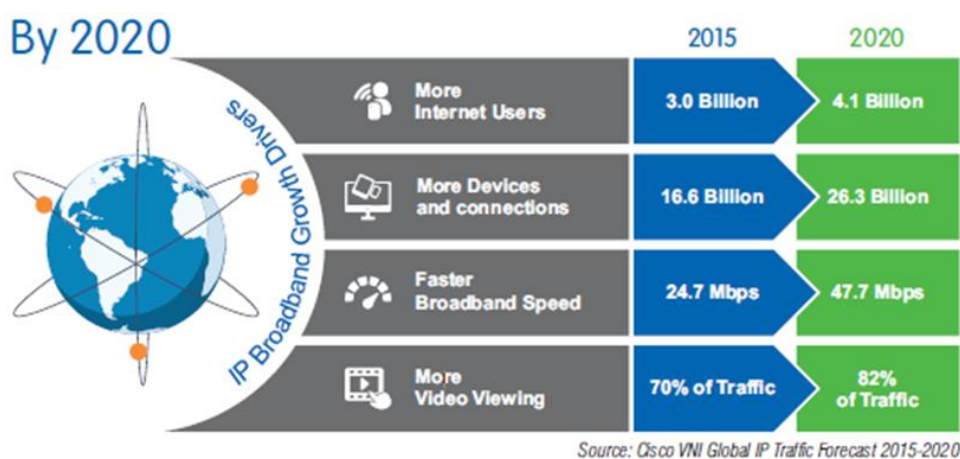 By 2020
2015
2020
IP Broadband Growth Drivers
More
Internet Users
3.0 Billion
4.1 Billion
More Devices
and connections
16.6 Billion
26.3 Billion
Faster
Broadband Speed
24.7 Mbps
47.7 Mbps
More
Video Viewing
70% of Traffic
82%
of Traffic
Source: Cisco VNI Global IP Traffic Forecast 2015-2020